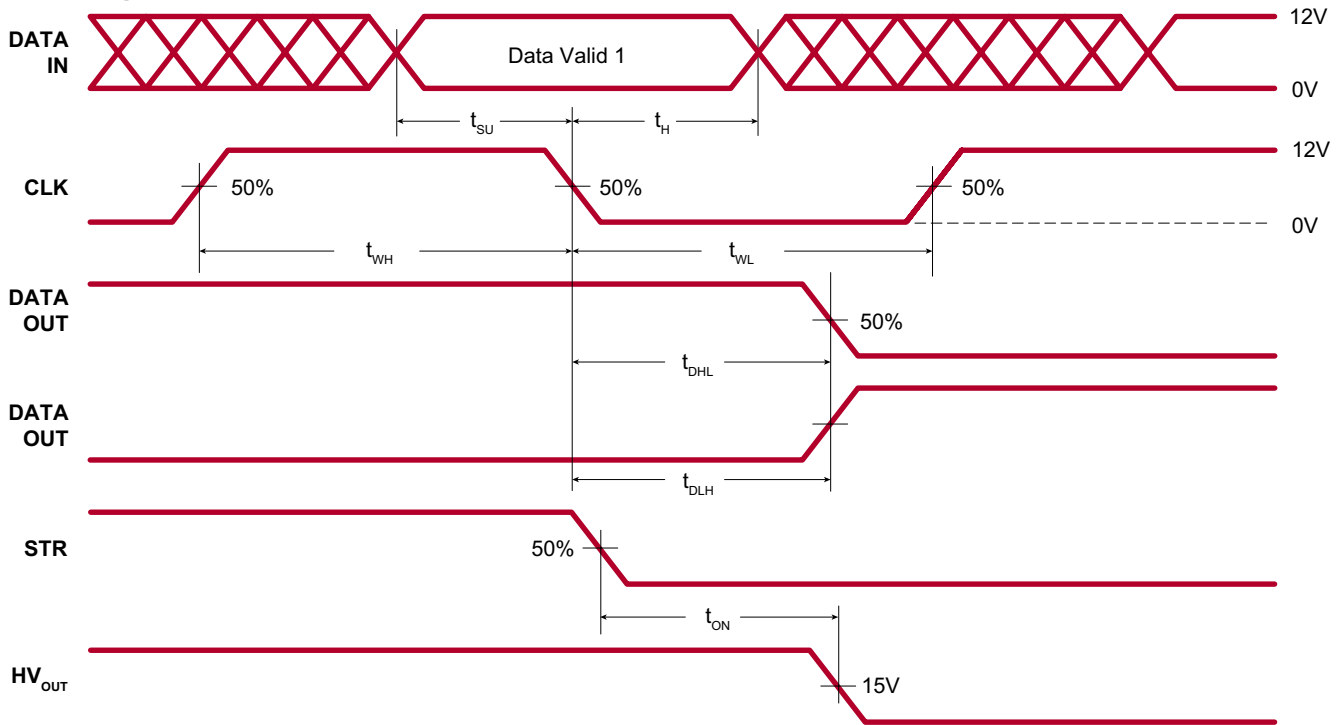 DATA
IN
Data Valid 1
12V
0V
tSU
tH
CLK
50%
50%
50%
12V
0V
tWH
tWL
DATA
OUT
50%
tDHL
DATA
OUT
tDLH
STR
50%
tON
HVOUT
15V